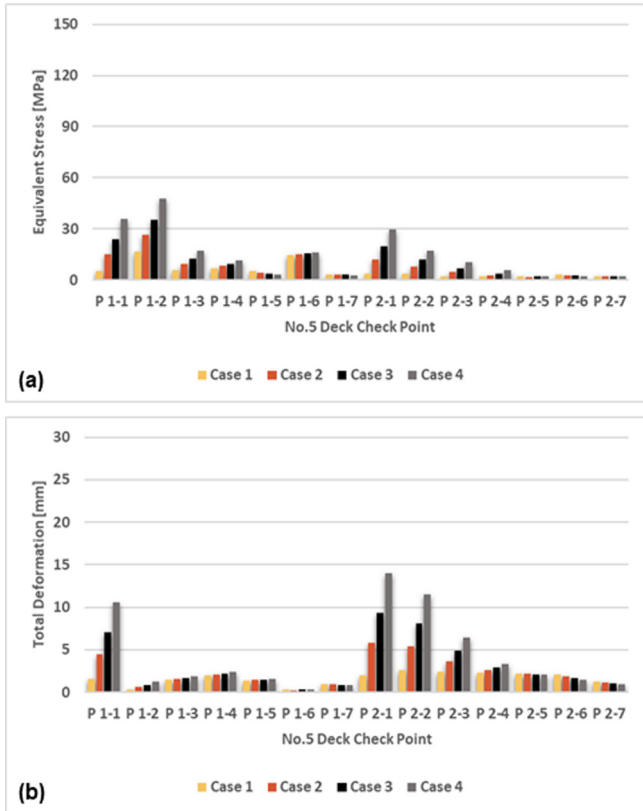 Equivalent Stress [MPa]
150
120
90
60
30
0
P 1-1 P 1-2 P 1-3 P 1-4 P 1-5 P 1-6 P 1-7 P 2-1 P 2-2 P 2-3 P 2-4 P 2-5 P 2-6 P 2-7
No.5 Deck Check Point
Case 1 Case 2 Case 3 Case 4
(a)
Total Deformation [mm]
30
25
20
15
10
5
0
P 1-1 P 1-2 P 1-3 P 1-4 P 1-5 P 1-6 P 1-7 P 2-1 P 2-2 P 2-3 P 2-4 P 2-5 P 2-6 P 2-7
No.5 Deck Check Point
Case 1 Case 2 Case 3 Case 4
(b)